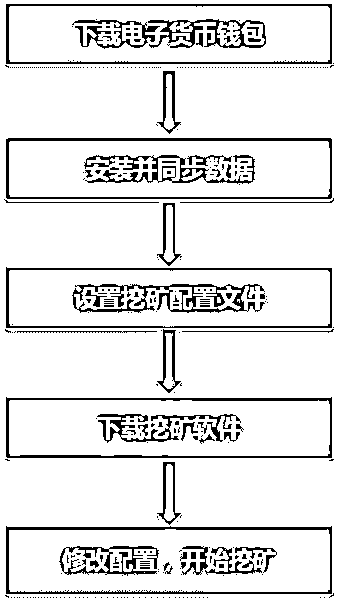 下载电子货币钱包
安装并同步数据
设置挖矿配置文件
下载挖矿软件
修改配置，开始挖矿